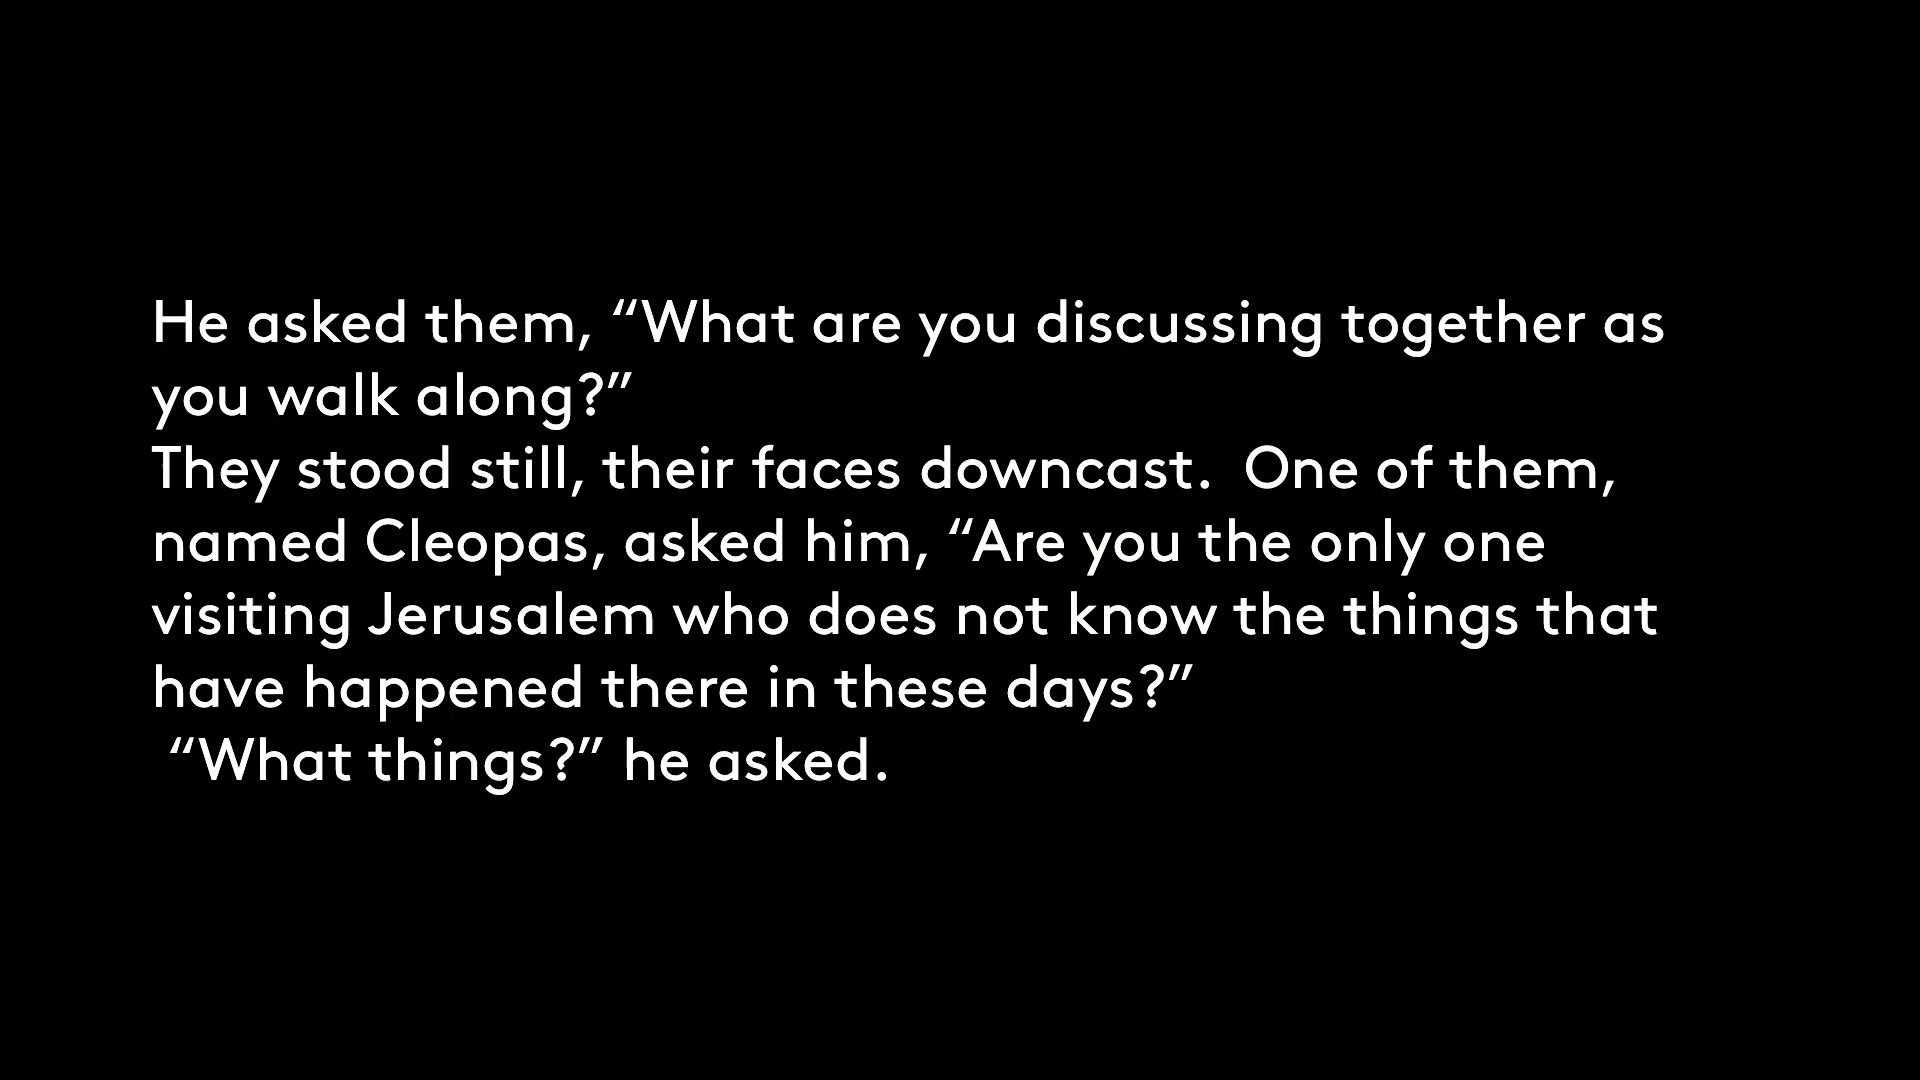 He asked them, “What are you discussing together as
you walk along?”
They stood still, their faces downcast.  One of them,
named Cleopas, asked him, “Are you the only one
visiting Jerusalem who does not know the things that
have happened there in these days?”
“What things?” he asked.